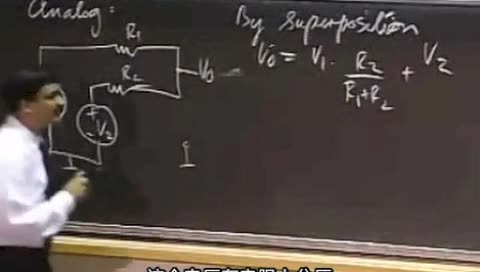 Analog:
By Superposition
R1
V0
V0 = V1 · R2 / R1+R2 + V2
R2
+
- V2